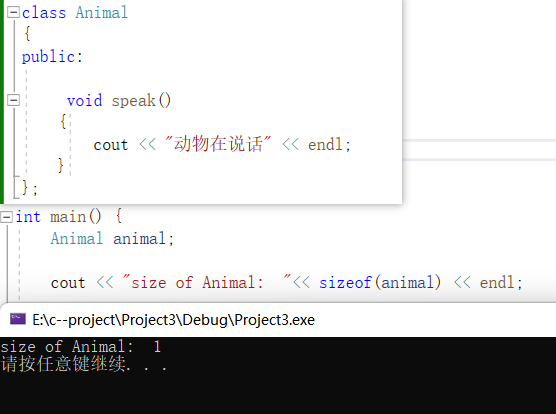 class Animal
{
public:
void speak()
{
cout << "动物在说话" << endl;
}
};
int main() {
Animal animal;
cout << "size of Animal:  "<< sizeof(animal) << endl;
E:\c--project\Project3\Debug\Project3.exe
size of Animal:  1
请按任意键继续. . .